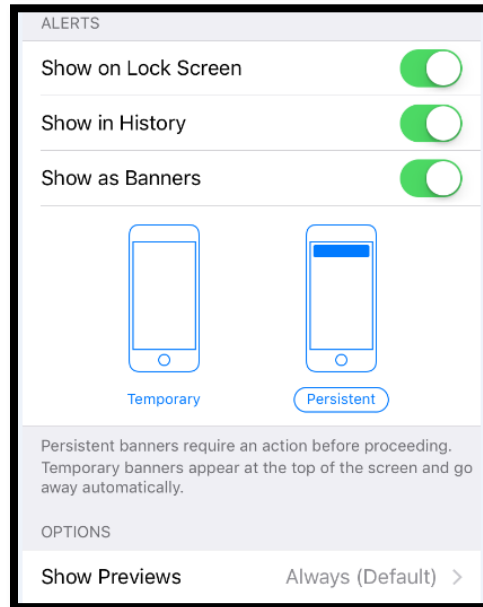 ALERTS
Show on Lock Screen
Show in History
Show as Banners
Temporary Persistent
Persistent banners require an action before proceeding.
Temporary banners appear at the top of the screen and go
away automatically.
OPTIONS
Show Previews Always (Default)